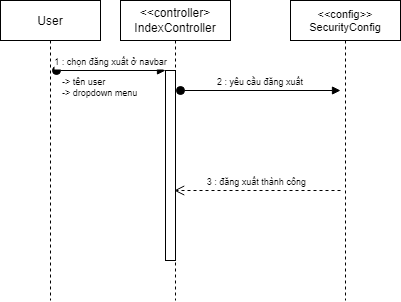 User
<<controller>
IndexController
<<config>>
SecurityConfig
1 : chọn đăng xuất ở navbar
-> tên user
-> dropdown menu
2 : yêu cầu đăng xuất
3 : đăng xuất thành công